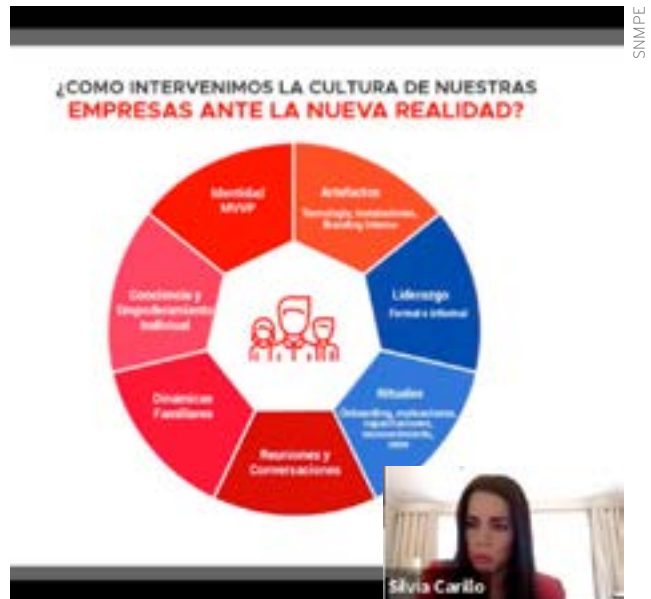 SNMPE
¿COMO INTERVENIMOS LA CULTURA DE NUESTRAS
EMPRESAS ANTE LA NUEVA REALIDAD?
Identidad
MVVP
Artefactos
Tecnología, Instalaciones,
Branding Interior
Liderazgo
Formal e Informal
Rituales
Onboarding, evaluaciones,
capacitaciones,
reconocimiento,
Reuniones y
Conversaciones
Dinámicas
Familiares
Conciencia y
Empoderamiento
Individual
Silvia Carillo